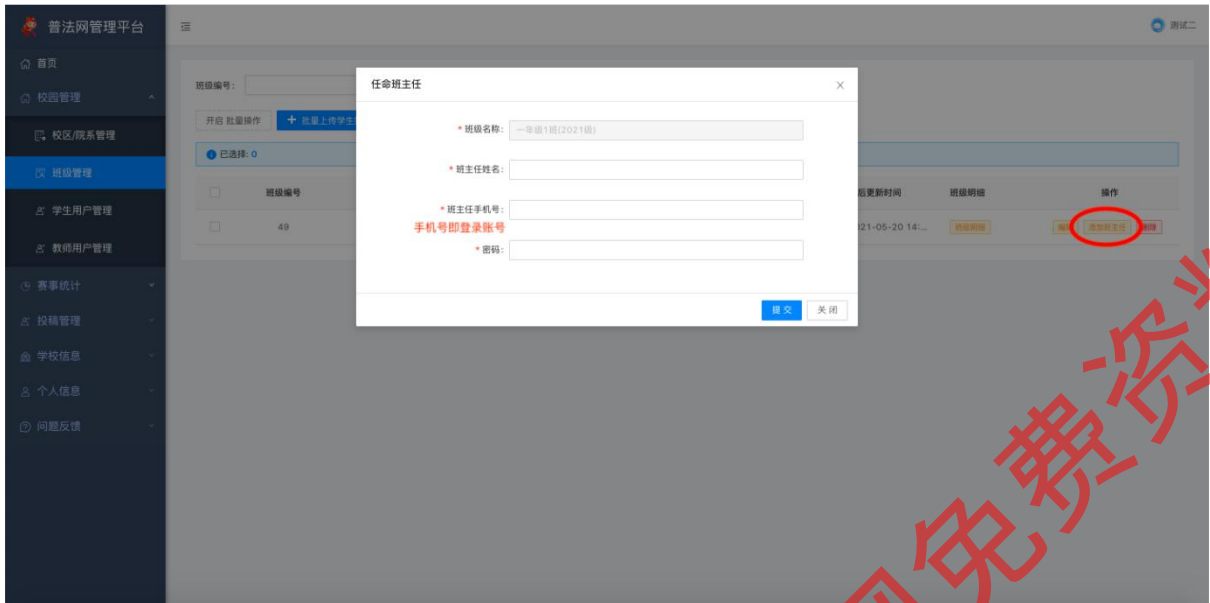 普法网管理平台
测试二
首页
校园管理
校区/院系管理
班级管理
学生用户管理
教师用户管理
赛事统计
投稿管理
学校信息
个人信息
问题反馈
班级编号:
开启 批量操作
+ 批量上传学生
已选择: 0
班级编号
后更新时间
班级明细
操作
49
021-05-20 14:...
班级明细
编辑
添加班主任
删除
任命班主任
* 班级名称:
一年级1班(2021级)
* 班主任姓名:
* 班主任手机号:
手机号即登录账号
* 密码:
提 交
关 闭
免费资